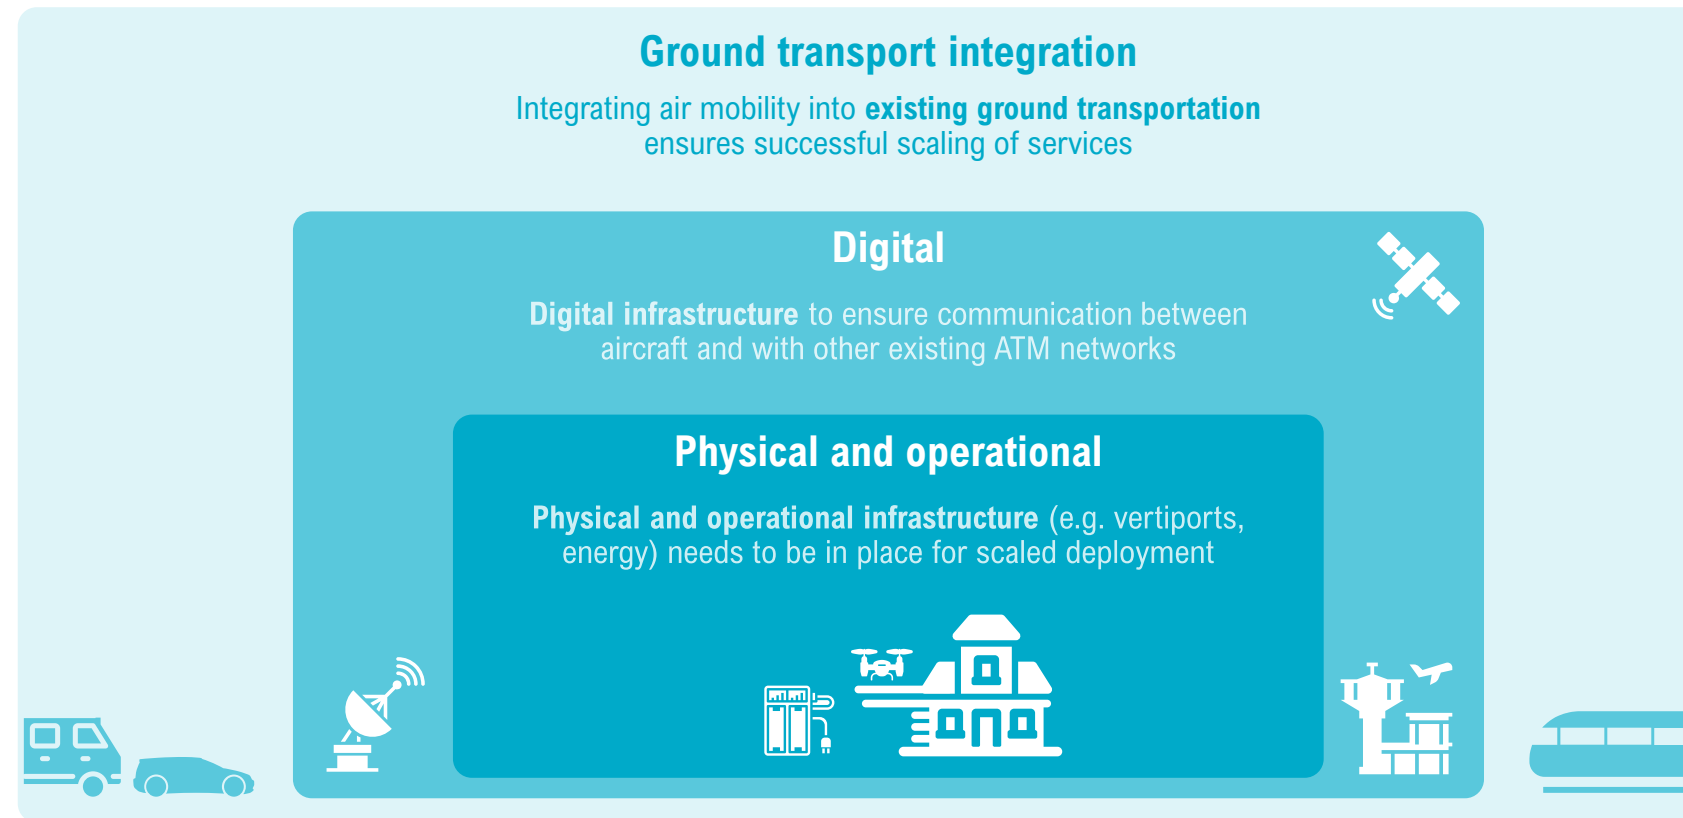 Ground transport integration
Integrating air mobility into existing ground transportation
ensures successful scaling of services
Digital
Digital infrastructure to ensure communication between
aircraft and with other existing ATM networks
Physical and operational
Physical and operational infrastructure (e.g. vertiports,
energy) needs to be in place for scaled deployment